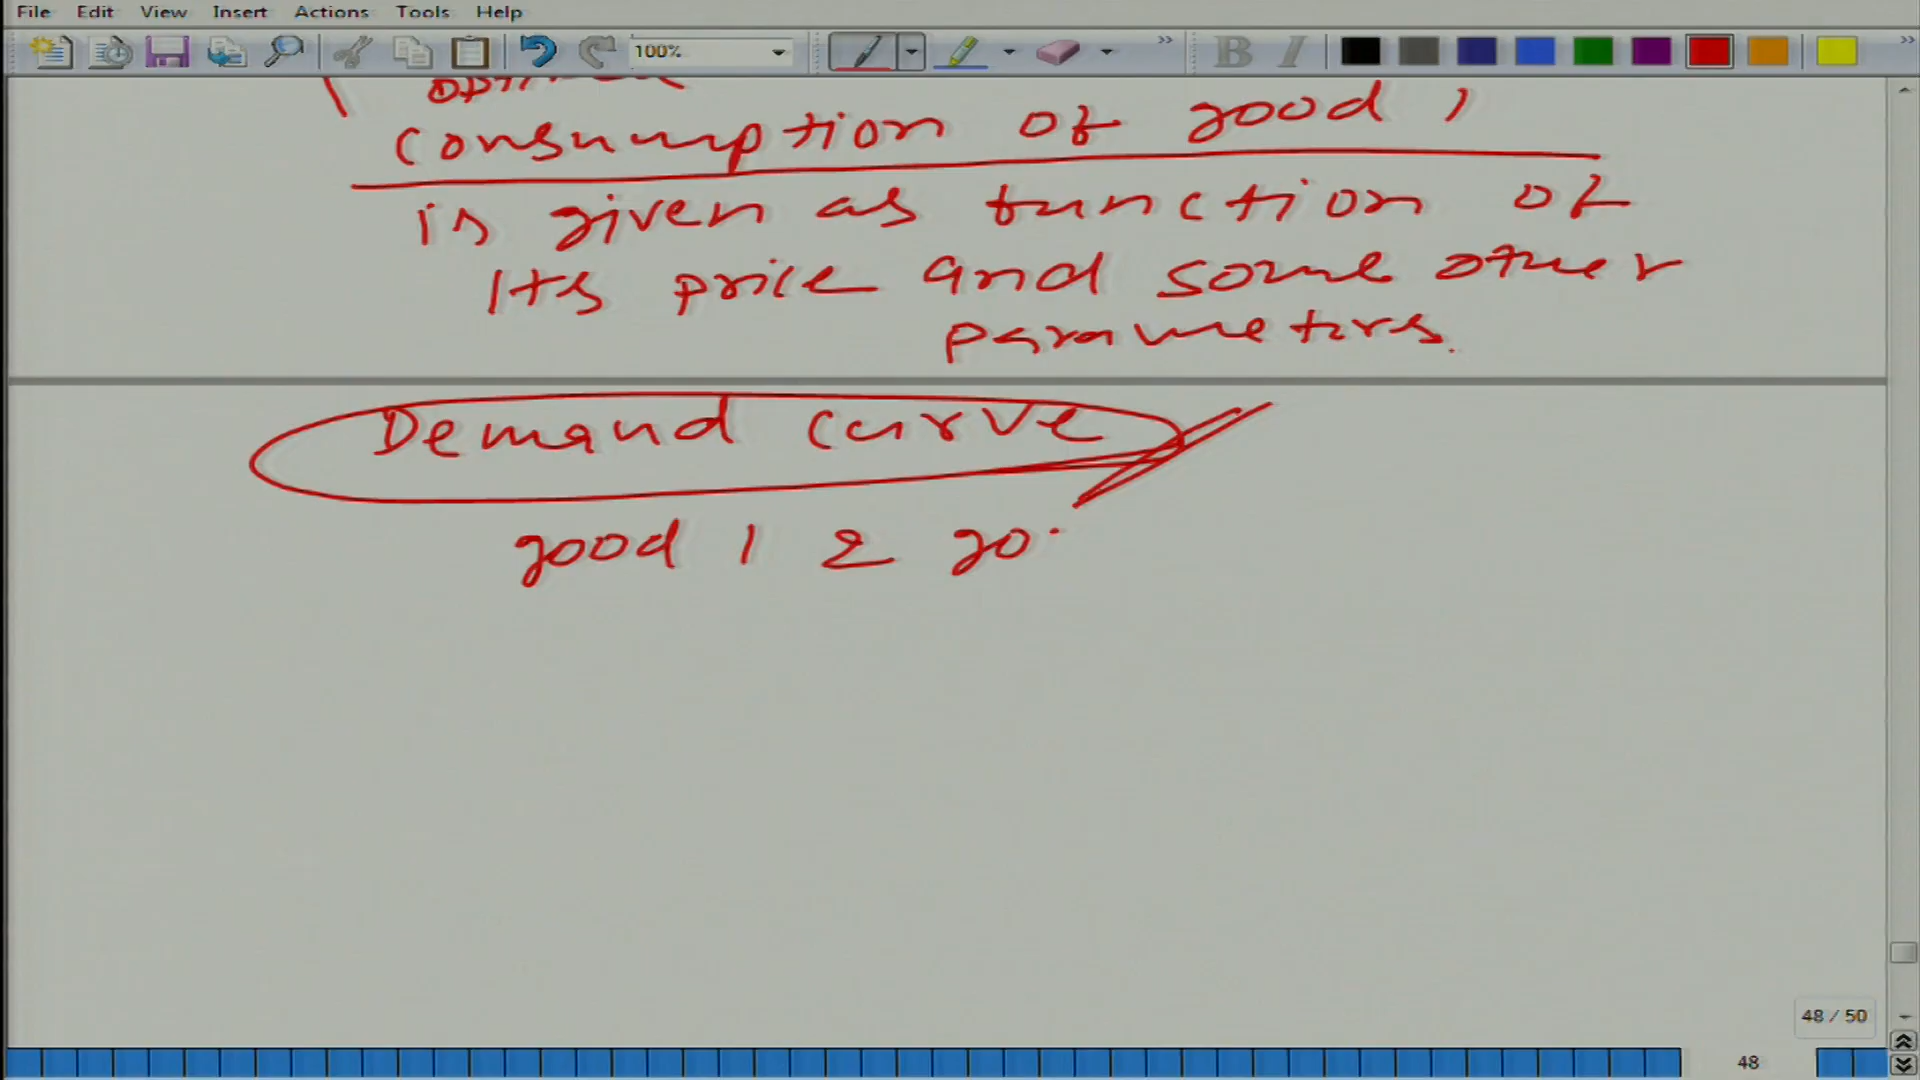 File Edit View Insert Actions Tools Help
100%
optimal
consumption of good 1
is given as function of
its price and some other
parameters.
Demand curve
good 1 & go
48 / 50
48